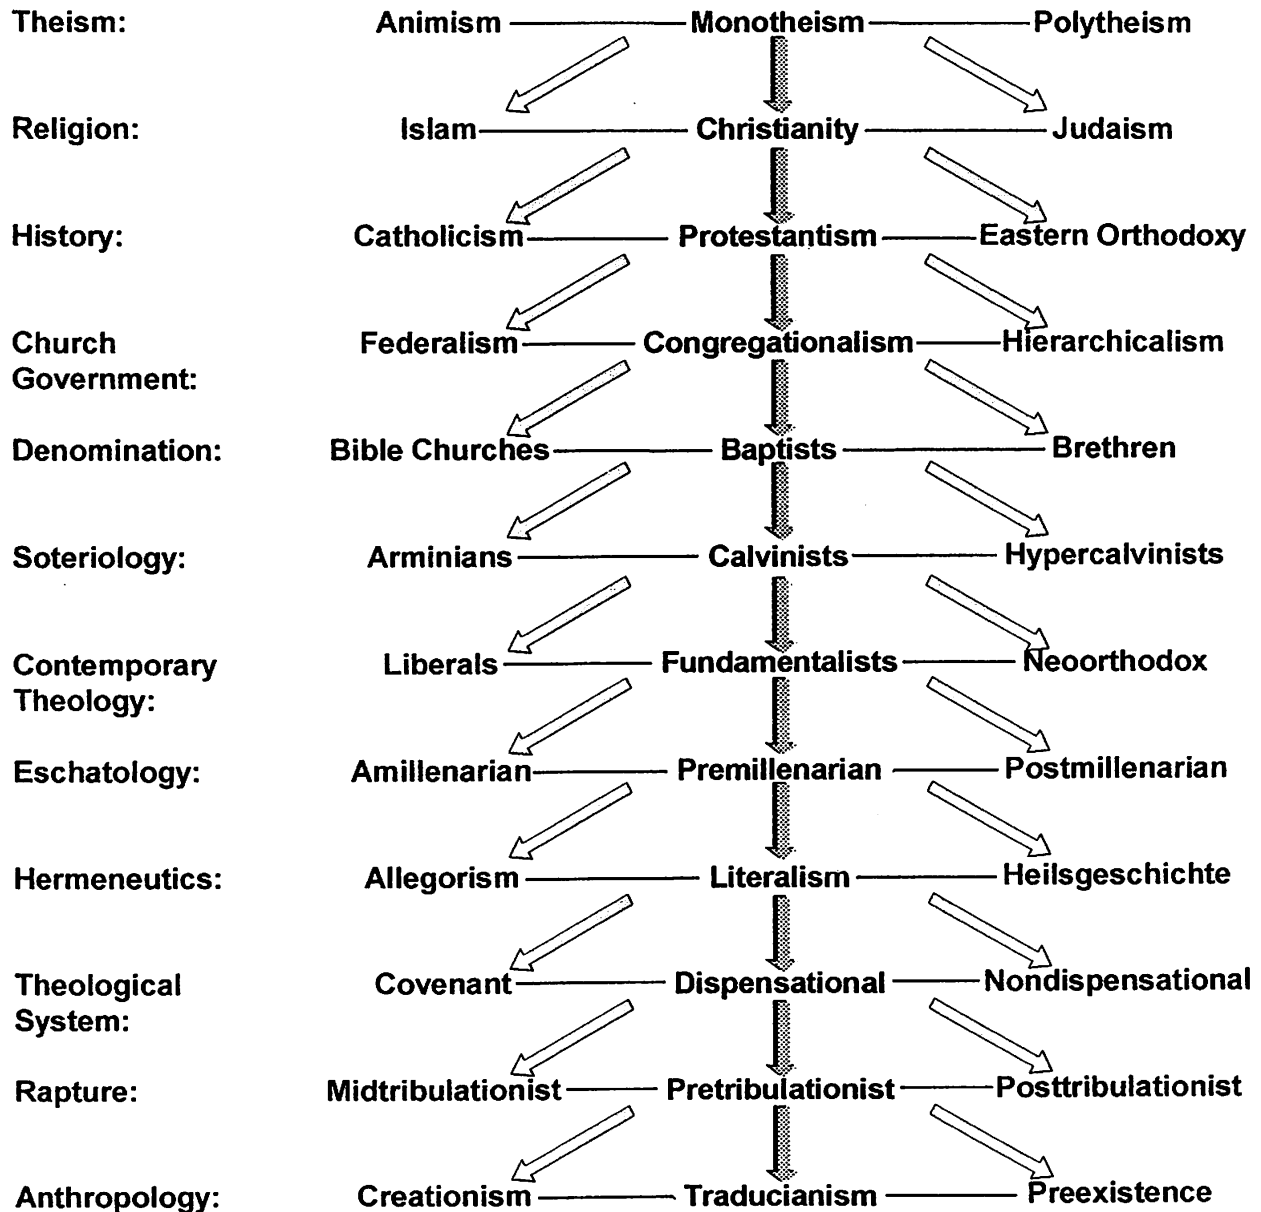 Theism: Animism Monotheism Polytheism
Religion: Islam Christianity Judaism
History: Catholicism Protestantism Eastern Orthodoxy
Church Federalism Congregationalism Hierarchicalism
Government:
Denomination: Bible Churches Baptists Brethren
Soteriology: Arminians Calvinists Hypercalvinists
Contemporary Liberals Fundamentalists Neoorthodox
Theology:
Eschatology: Amillenarian Premillenarian Postmillenarian
Hermeneutics: Allegorism Literalism Heilsgeschichte
Theological Covenant Dispensational Nondispensational
System:
Rapture: Midtribulationist Pretribulationist Posttribulationist
Anthropology: Creationism Traducianism Preexistence